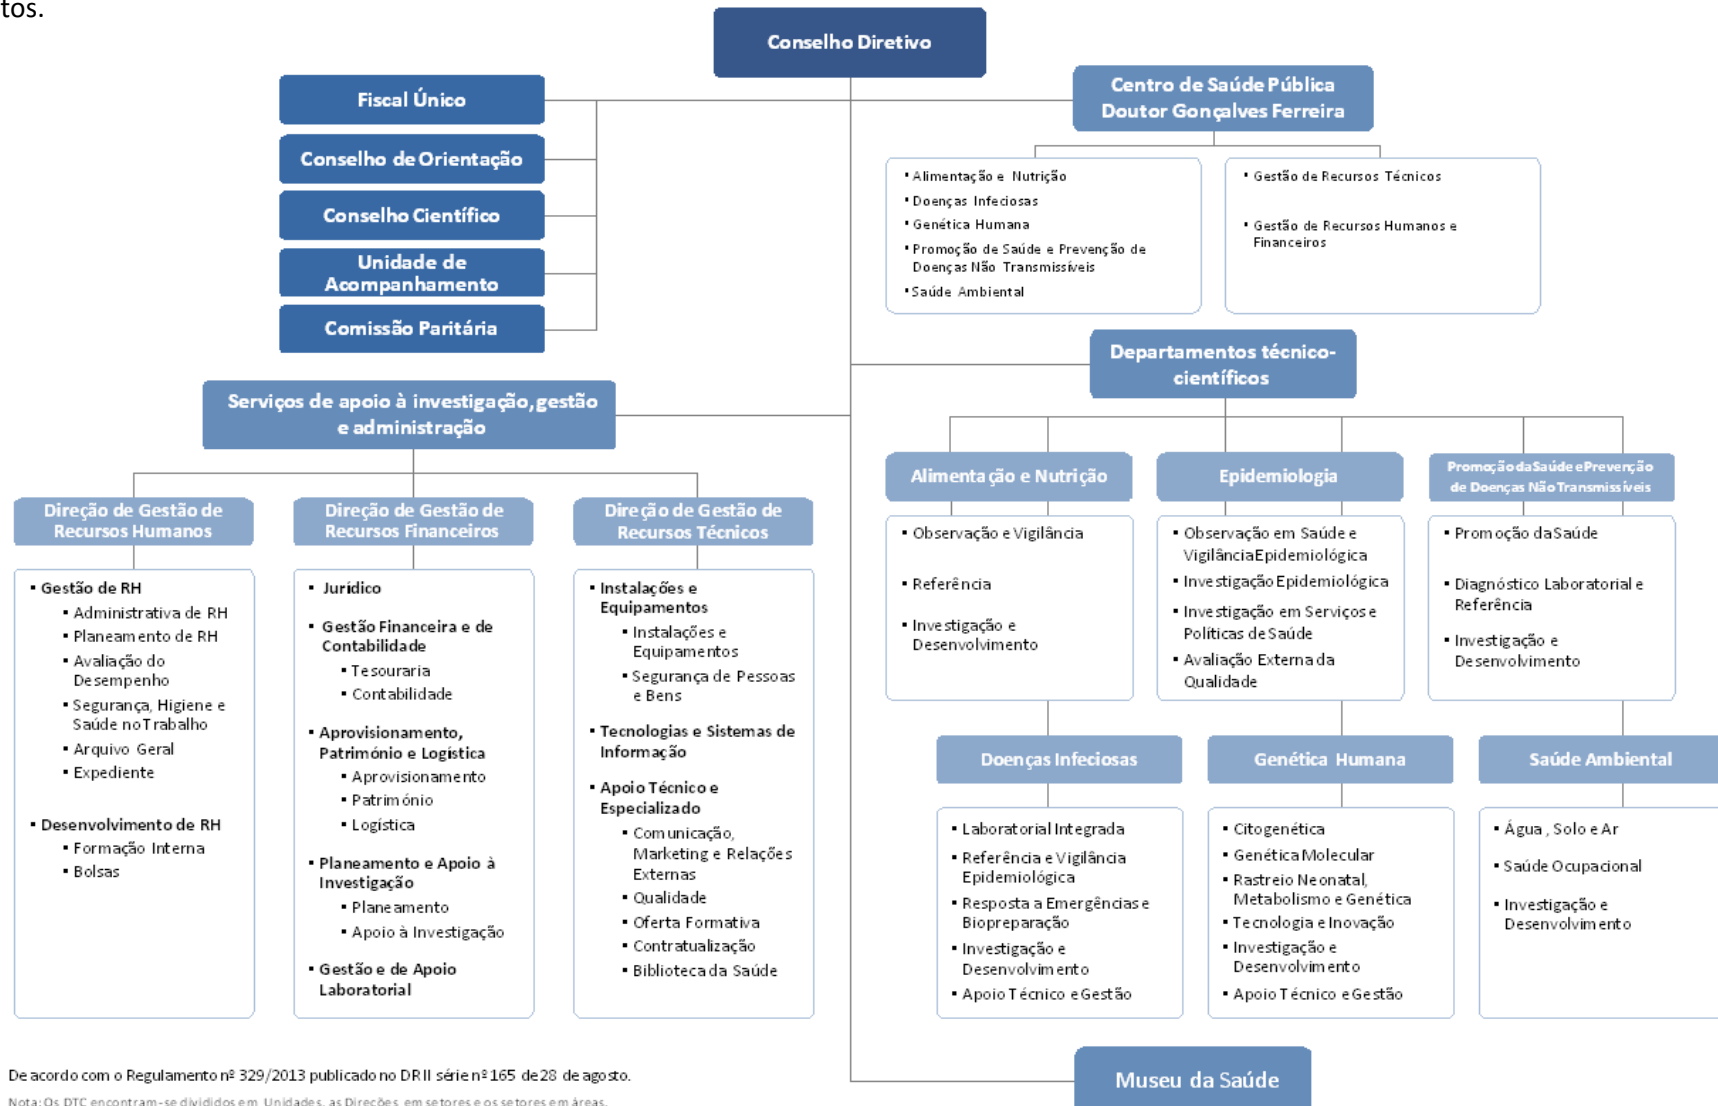 tos.
Conselho Diretivo
Fiscal Único
Conselho de Orientação
Conselho Científico
Unidade de
Acompanhamento
Comissão Paritária
Centro de Saúde Pública
Doutor Gonçalves Ferreira
▪ Alimentação e Nutrição
▪ Doenças Infeciosas
▪ Genética Humana
▪ Promoção de Saúde e Prevenção de
Doenças Não Transmissíveis
▪ Saúde Ambiental
▪ Gestão de Recursos Técnicos
▪ Gestão de Recursos Humanos e
Financeiros
Serviços de apoio à investigação, gestão
e administração
Direção de Gestão de
Recursos Humanos
▪ Gestão de RH
▪ Administrativa de RH
▪ Planeamento de RH
▪ Avaliação do
Desempenho
▪ Segurança, Higiene e
Saúde no Trabalho
▪ Arquivo Geral
▪ Expediente
▪ Desenvolvimento de RH
▪ Formação Interna
▪ Bolsas
Direção de Gestão de
Recursos Financeiros
▪ Jurídico
▪ Gestão Financeira e de
Contabilidade
▪ Tesouraria
▪ Contabilidade
▪ Aprovisionamento,
Património e Logística
▪ Aprovisionamento
▪ Património
▪ Logística
▪ Planeamento e Apoio à
Investigação
▪ Planeamento
▪ Apoio à Investigação
▪ Gestão e de Apoio
Laboratorial
Direção de Gestão de
Recursos Técnicos
▪ Instalações e
Equipamentos
▪ Instalações e
Equipamentos
▪ Segurança de Pessoas
e Bens
▪ Tecnologias e Sistemas de
Informação
▪ Apoio Técnico e
Especializado
▪ Comunicação,
Marketing e Relações
Externas
▪ Qualidade
▪ Oferta Formativa
▪ Contratualização
▪ Biblioteca da Saúde
Departamentos técnico-
científicos
Alimentação e Nutrição
▪ Observação e Vigilância
▪ Referência
▪ Investigação e
Desenvolvimento
Epidemiologia
▪ Observação em Saúde e
Vigilância Epidemiológica
▪ Investigação Epidemiológica
▪ Investigação em Serviços e
Políticas de Saúde
▪ Avaliação Externa da
Qualidade
Promoção da Saúde e Prevenção
de Doenças Não Transmissíveis
▪ Promoção da Saúde
▪ Diagnóstico Laboratorial e
Referência
▪ Investigação e
Desenvolvimento
Doenças Infeciosas
▪ Laboratorial Integrada
▪ Referência e Vigilância
Epidemiológica
▪ Resposta a Emergências e
Biopreparação
▪ Investigação e
Desenvolvimento
▪ Apoio Técnico e Gestão
Genética Humana
▪ Citogenética
▪ Genética Molecular
▪ Rastreio Neonatal,
Metabolismo e Genética
▪ Tecnologia e Inovação
▪ Investigação e
Desenvolvimento
▪ Apoio Técnico e Gestão
Saúde Ambiental
▪ Água, Solo e Ar
▪ Saúde Ocupacional
▪ Investigação e
Desenvolvimento
Museu da Saúde
De acordo com o Regulamento nº 329/2013 publicado no DR II série nº 165 de 28 de agosto.
Nota: Os DTC encontram-se divididos em Unidades, as Direções em setores e os setores em áreas.